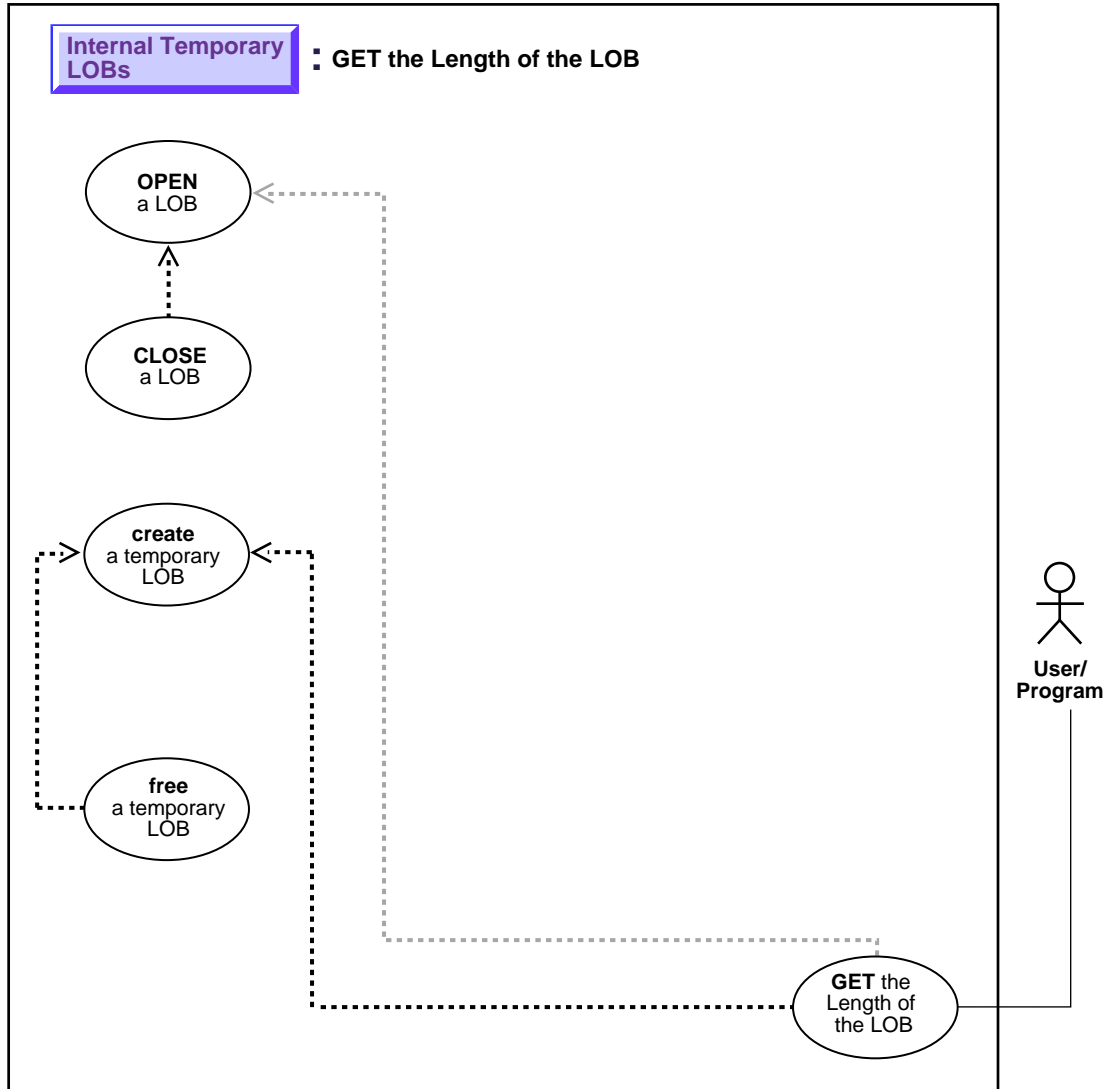 Internal Temporary
LOBs
: GET the Length of the LOB
OPEN
a LOB
CLOSE
a LOB
create
a temporary
LOB
User/
Program
free
a temporary
LOB
GET the
Length of
the LOB